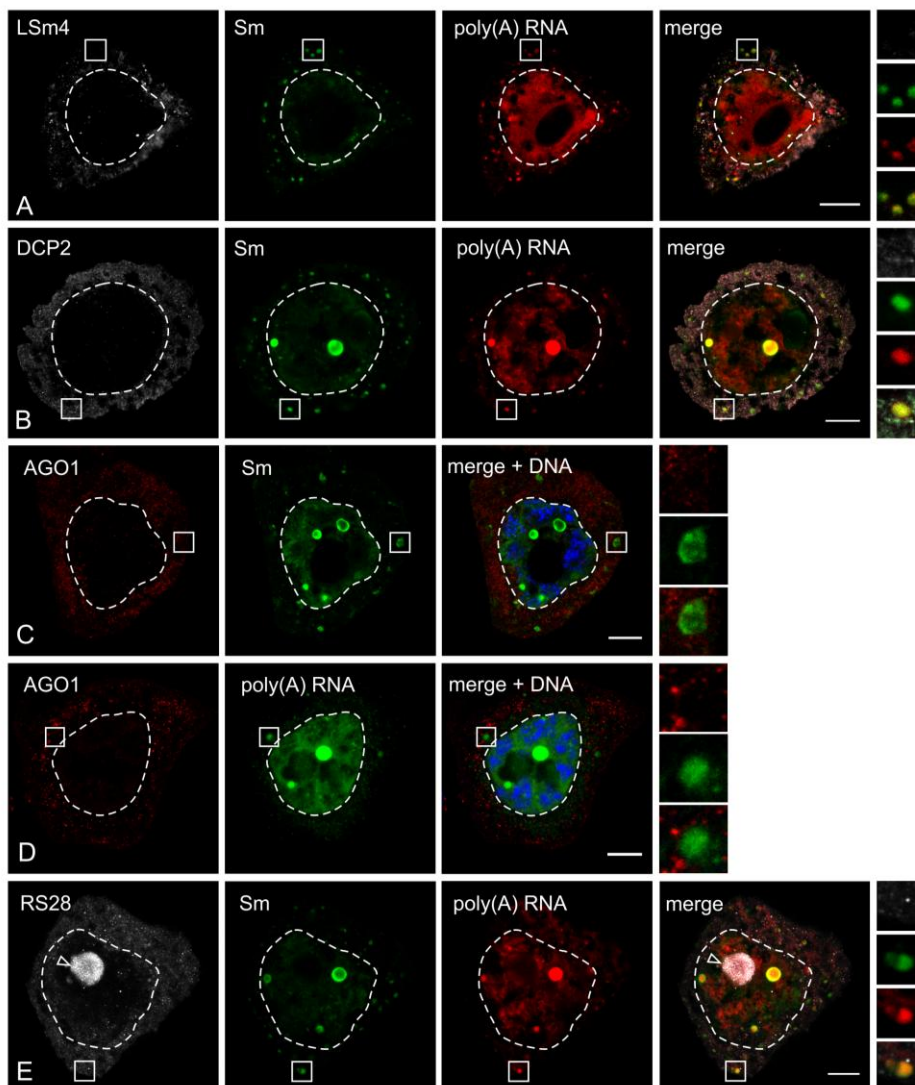 LSm4 Sm poly(A) RNA merge
A
DCP2 Sm poly(A) RNA merge
B
AGO1 Sm merge + DNA
C
AGO1 poly(A) RNA merge + DNA
D
RS28 Sm poly(A) RNA merge
E